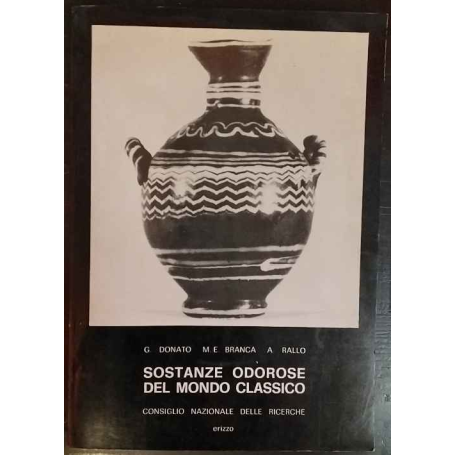 G. DONATO M. E. BRANCA A. RALLO
SOSTANZE ODOROSE
DEL MONDO CLASSICO
CONSIGLIO NAZIONALE DELLE RICERCHE
erizzo